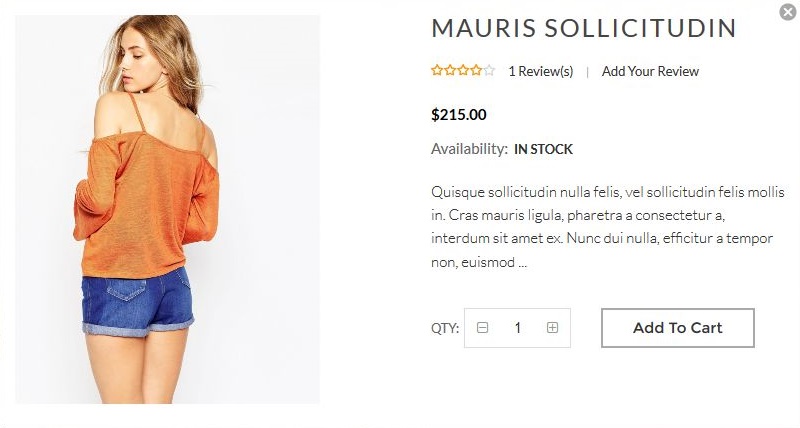 MAURIS SOLLICITUDIN
1 Review(s) | Add Your Review
$215.00
Availability: IN STOCK
Quisque sollicitudin nulla felis, vel sollicitudin felis mollis
in. Cras mauris ligula, pharetra a consectetur a,
interdum sit amet ex. Nunc dui nulla, efficitur a tempor
non, euismod ...
QTY: 1 Add To Cart